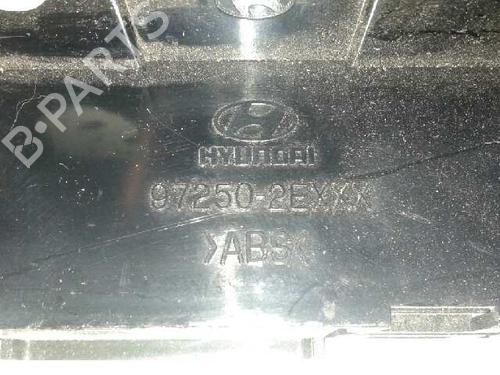 B-PARTS
HYUNDAI
97250-2EXXX
>ABS<